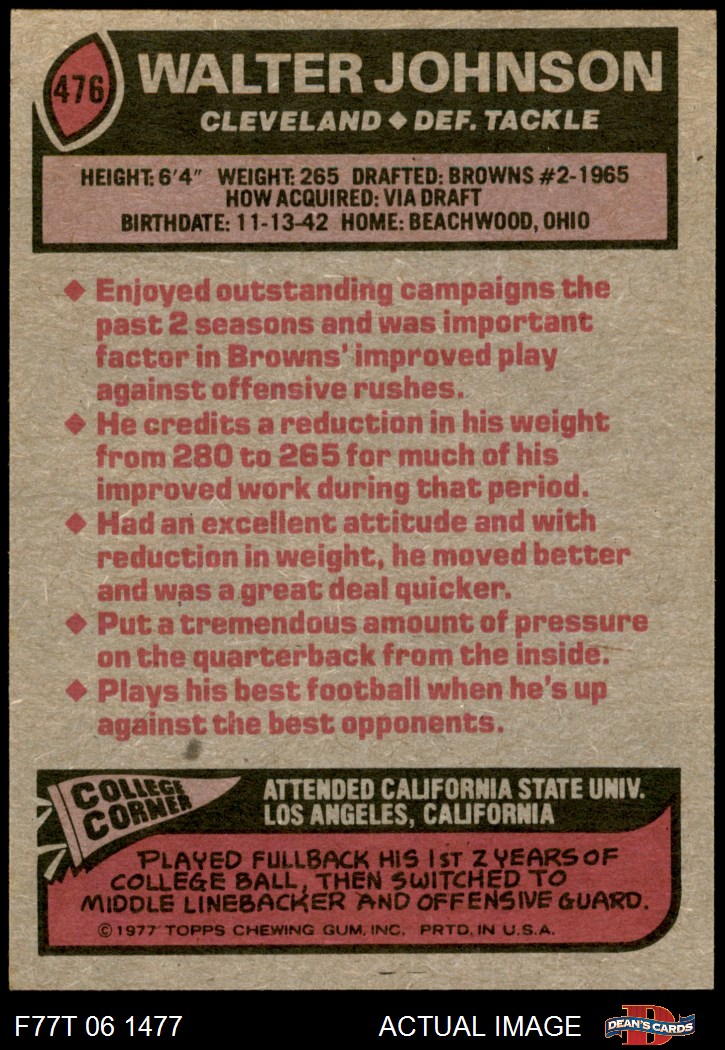 476
WALTER JOHNSON
CLEVELAND ◆ DEF. TACKLE
HEIGHT: 6'4" WEIGHT: 265 DRAFTED: BROWNS #2-1965
HOW ACQUIRED: VIA DRAFT
BIRTHDATE: 11-13-42 HOME: BEACHWOOD, OHIO
◆ Enjoyed outstanding campaigns the
past 2 seasons and was important
factor in Browns' improved play
against offensive rushes.
◆ He credits a reduction in his weight
from 280 to 265 for much of his
improved work during that period.
◆ Had an excellent attitude and with
reduction in weight, he moved better
and was a great deal quicker.
◆ Put a tremendous amount of pressure
on the quarterback from the inside.
◆ Plays his best football when he's up
against the best opponents.
COLLEGE
CORNER
ATTENDED CALIFORNIA STATE UNIV.
LOS ANGELES, CALIFORNIA
PLAYED FULLBACK HIS 1ST 2 YEARS OF
COLLEGE BALL, THEN SWITCHED TO
MIDDLE LINEBACKER AND OFFENSIVE GUARD.
© 1977 TOPPS CHEWING GUM, INC. PRTD. IN U.S.A.
F77T 06 1477
ACTUAL IMAGE
D
DEAN'S CARDS